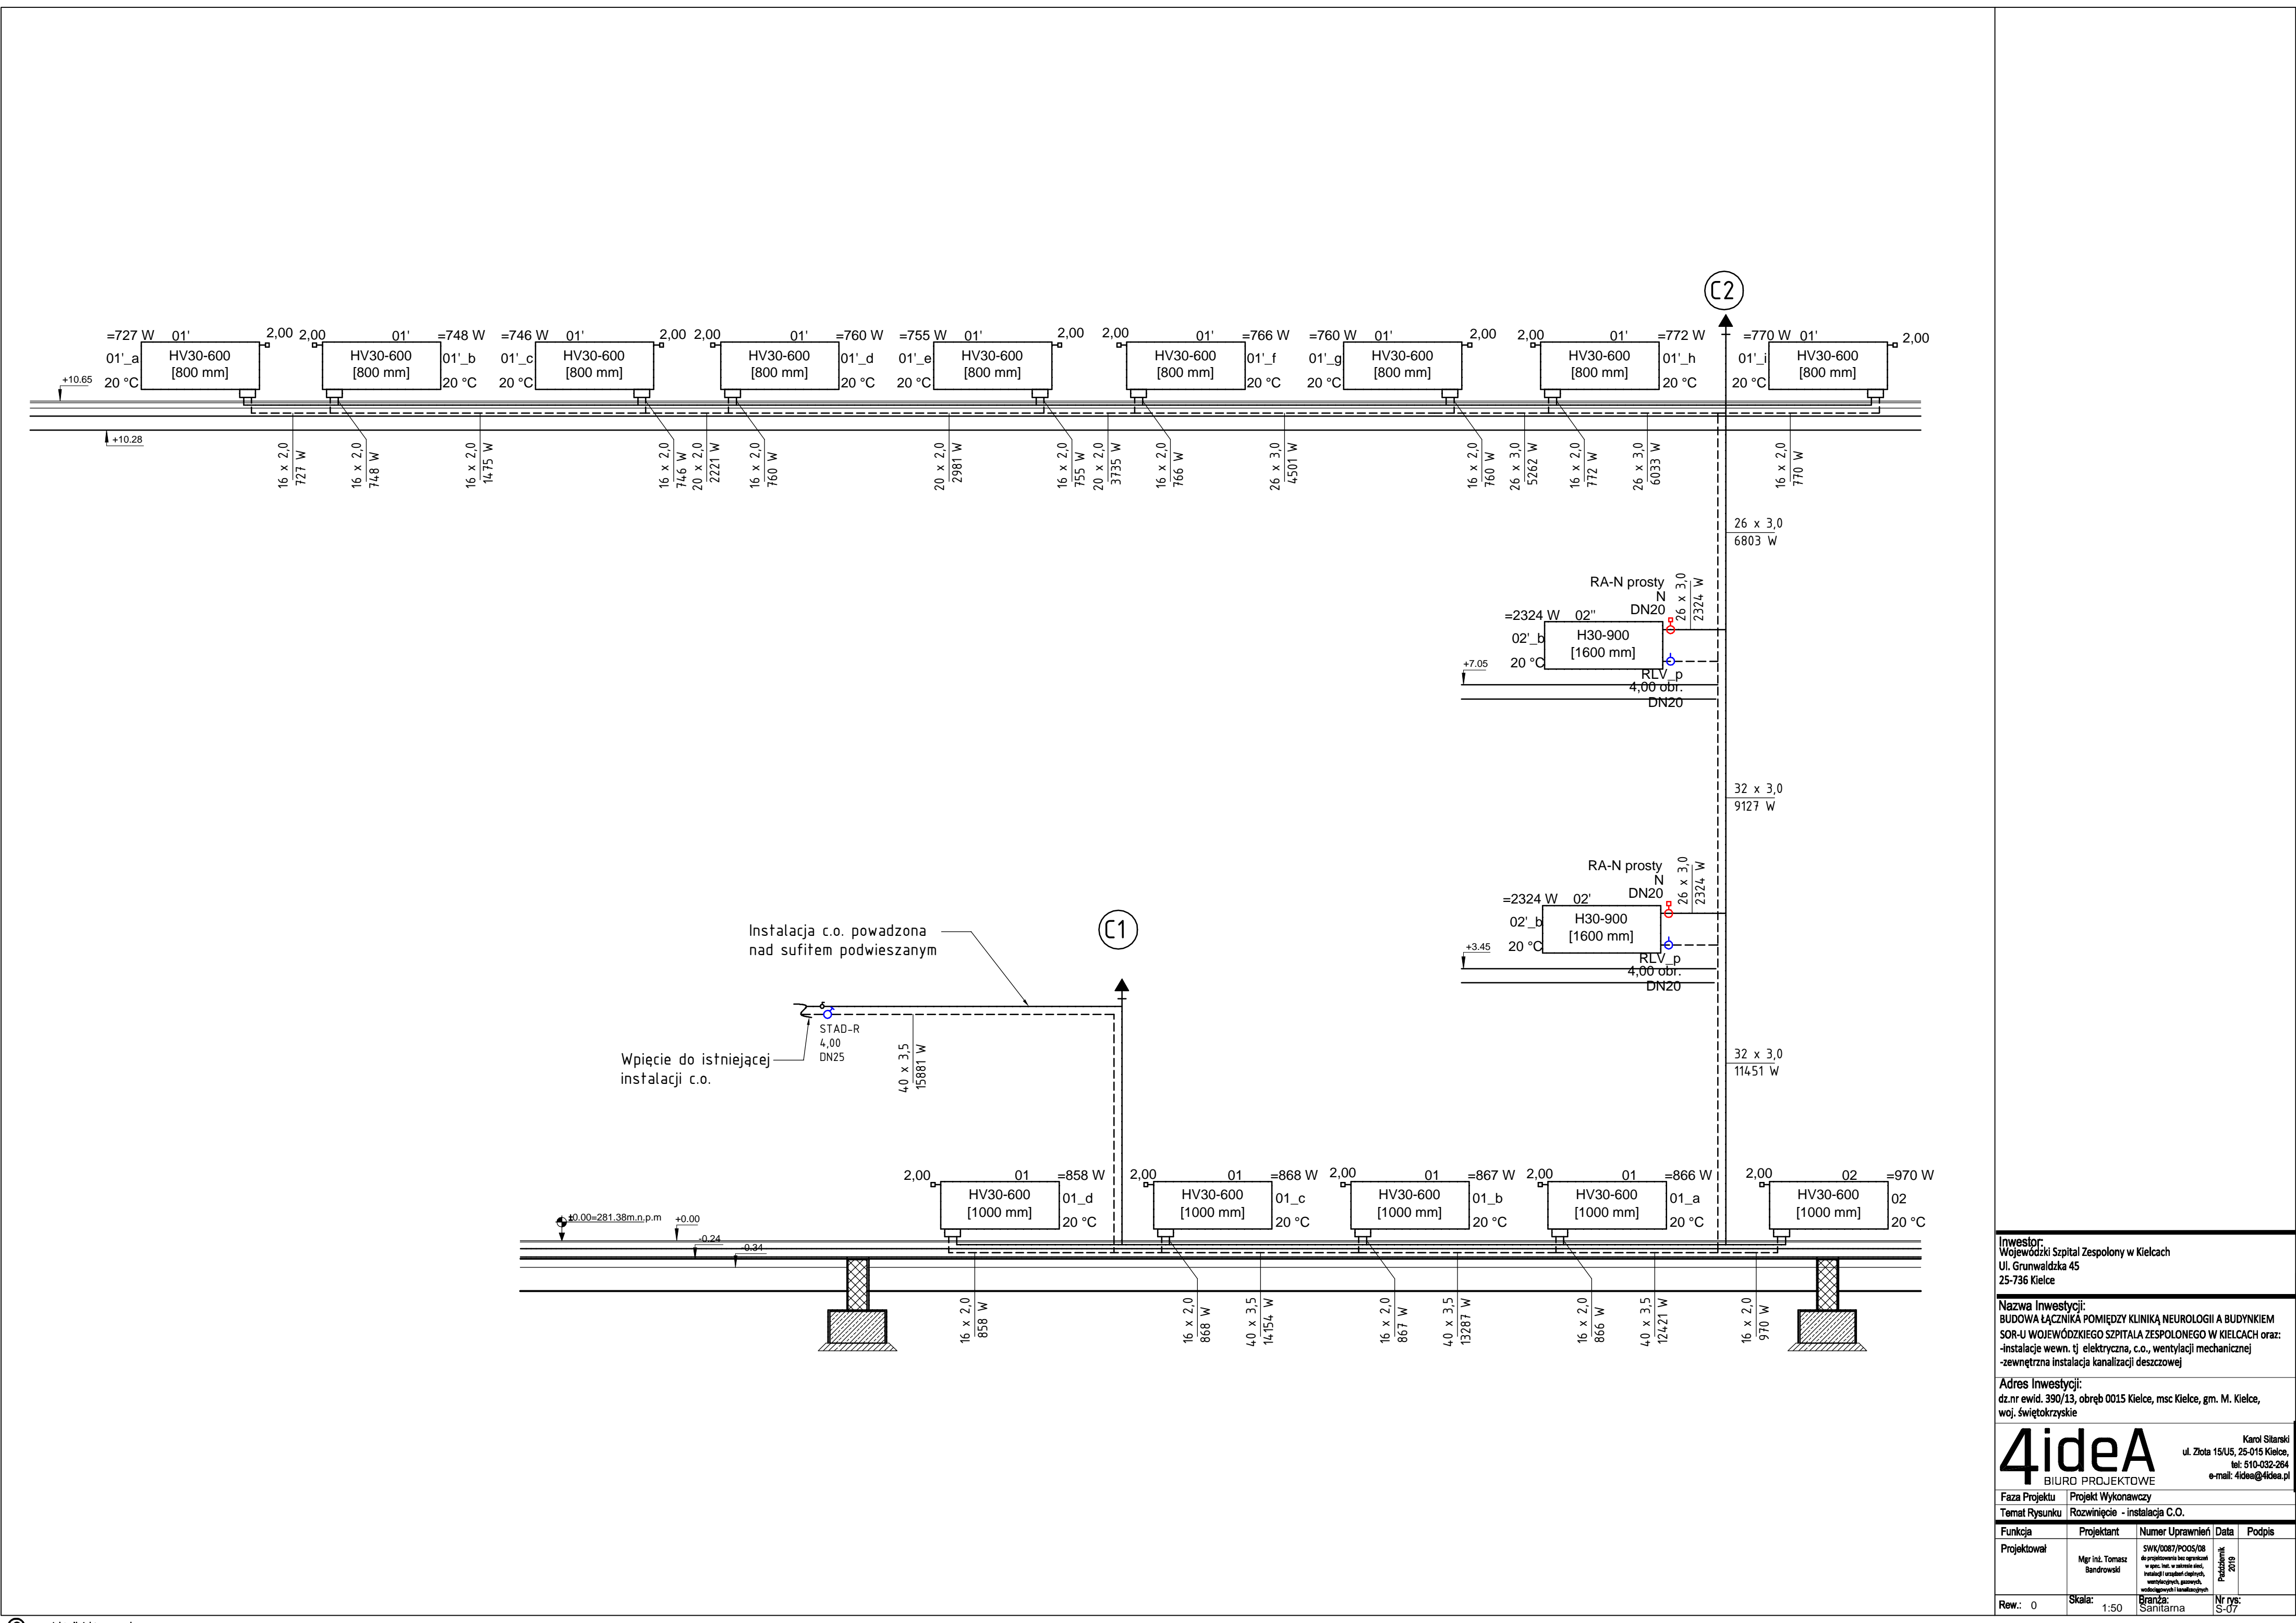 C2
=727 W 01' 2,00
01'_a HV30-600
[800 mm]
20 °C
2,00 01' =748 W
HV30-600 01'_b
[800 mm]
20 °C
=746 W 01' 2,00
01'_c HV30-600
[800 mm]
20 °C
2,00 01' =760 W
HV30-600 01'_d
[800 mm]
20 °C
=755 W 01' 2,00
01'_e HV30-600
[800 mm]
20 °C
2,00 01' =766 W
HV30-600 01'_f
[800 mm]
20 °C
=760 W 01' 2,00
01'_g HV30-600
[800 mm]
20 °C
2,00 01' =772 W
HV30-600 01'_h
[800 mm]
20 °C
=770 W 01' 2,00
01'_i HV30-600
[800 mm]
20 °C
+10.65
+10.28
16 x 2,0
727 W
16 x 2,0
748 W
16 x 2,0
1475 W
16 x 2,0
746 W
20 x 2,0
2221 W
16 x 2,0
760 W
20 x 2,0
2981 W
16 x 2,0
755 W
20 x 2,0
3735 W
16 x 2,0
766 W
26 x 3,0
4501 W
16 x 2,0
760 W
26 x 3,0
5262 W
16 x 2,0
772 W
26 x 3,0
6033 W
16 x 2,0
770 W
26 x 3,0
6803 W
RA-N prosty
N
DN20
26 x 3,0
2324 W
=2324 W 02''
02'_b H30-900
[1600 mm]
20 °C
RLV_p
4,00 obr.
DN20
+7.05
32 x 3,0
9127 W
RA-N prosty
N
DN20
26 x 3,0
2324 W
=2324 W 02'
02'_b H30-900
[1600 mm]
20 °C
RLV_p
4,00 obr.
DN20
+3.45
32 x 3,0
11451 W
C1
Instalacja c.o. powadzona
nad sufitem podwieszanym
STAD-R
4,00
DN25
Wpięcie do istniejącej
instalacji c.o.
40 x 3,5
15881 W
2,00 01 =858 W
HV30-600 01_d
[1000 mm]
20 °C
2,00 01 =868 W
HV30-600 01_c
[1000 mm]
20 °C
2,00 01 =867 W
HV30-600 01_b
[1000 mm]
20 °C
2,00 01 =866 W
HV30-600 01_a
[1000 mm]
20 °C
2,00 02 =970 W
HV30-600 02
[1000 mm]
20 °C
±0.00=281.38m.n.p.m
+0.00
-0.24
-0.34
16 x 2,0
858 W
16 x 2,0
868 W
40 x 3,5
14154 W
16 x 2,0
867 W
40 x 3,5
13287 W
16 x 2,0
866 W
40 x 3,5
12421 W
16 x 2,0
970 W
Inwestor:
Wojewódzki Szpital Zespolony w Kielcach
Ul. Grunwaldzka 45
25-736 Kielce
Nazwa Inwestycji:
BUDOWA ŁĄCZNIKA POMIĘDZY KLINIKĄ NEUROLOGII A BUDYNKIEM
SOR-U WOJEWÓDZKIEGO SZPITALA ZESPOLONEGO W KIELCACH oraz:
-instalacje wewn. tj elektryczna, c.o., wentylacji mechanicznej
-zewnętrzna instalacja kanalizacji deszczowej
Adres Inwestycji:
dz.nr ewid. 390/13, obręb 0015 Kielce, msc Kielce, gm. M. Kielce,
woj. świętokrzyskie
4ideA
BIURO PROJEKTOWE
Karol Sitarski
ul. Złota 15/U5, 25-015 Kielce,
tel: 510-032-264
e-mail: 4idea@4idea.pl
Faza Projektu Projekt Wykonawczy
Temat Rysunku Rozwinięcie - instalacja C.O.
Funkcja Projektant Numer Uprawnień Data Podpis
Projektował
Mgr inż. Tomasz
Bandrowski
SWK/0087/POOS/08
do projektowania bez ograniczeń
w spec. inst. w zakresie sieci,
instalacji i urządzeń cieplnych,
wentylacyjnych, gazowych,
wodociągowych i kanalizacyjnych
Październik
2019
Rew.: 0
Skala: 1:50
Branża: Sanitarna
Nr rys: S-07